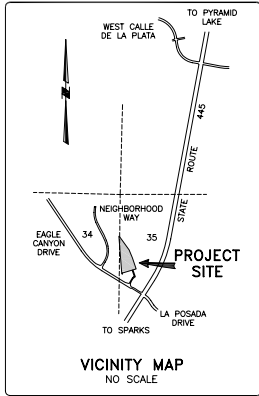 TO PYRAMID
LAKE
WEST CALLE
DE LA PLATA
N
STATE ROUTE 445
NEIGHBORHOOD
WAY
34
35
EAGLE
CANYON
DRIVE
PROJECT
SITE
LA POSADA
DRIVE
TO SPARKS
VICINITY MAP
NO SCALE